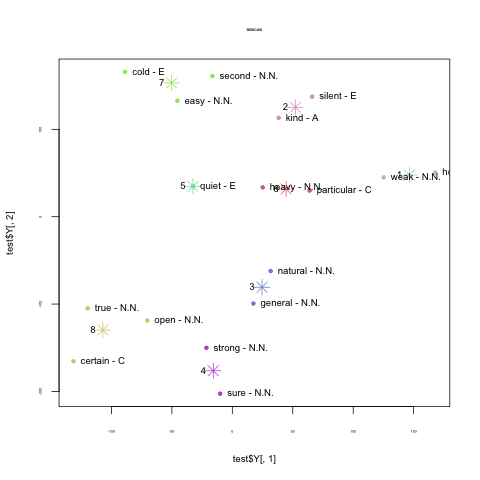 DBSCAN
cold - E
second - N.N.
7
easy - N.N.
silent - E
2
kind - A
weak - N.N.
5
quiet - E
heavy - N.N.
6
particular - C
natural - N.N.
3
general - N.N.
true - N.N.
open - N.N.
8
strong - N.N.
certain - C
4
sure - N.N.
-100
-50
0
50
100
150
test$Y[, 1]
test$Y[, 2]